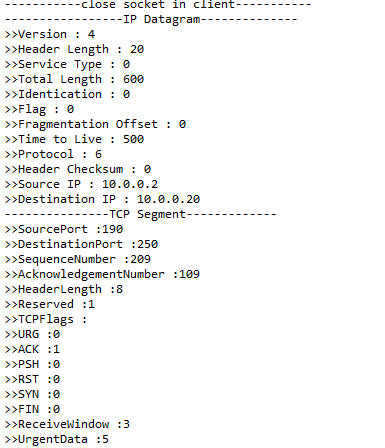 -----------close socket in client-----------
-----------------IP Datagram--------------
>>Version : 4
>>Header Length : 20
>>Service Type : 0
>>Total Length : 600
>>Identication : 0
>>Flag : 0
>>Fragmentation Offset : 0
>>Time to Live : 500
>>Protocol : 6
>>Header Checksum : 0
>>Source IP : 10.0.0.2
>>Destination IP : 10.0.0.20
---------------TCP Segment-------------
>>SourcePort :190
>>DestinationPort :250
>>SequenceNumber :209
>>AcknowledgementNumber :109
>>HeaderLength :8
>>Reserved :1
>>TCPFlags :
>>URG :0
>>ACK :1
>>PSH :0
>>RST :0
>>SYN :0
>>FIN :0
>>ReceiveWindow :3
>>UrgentData :5